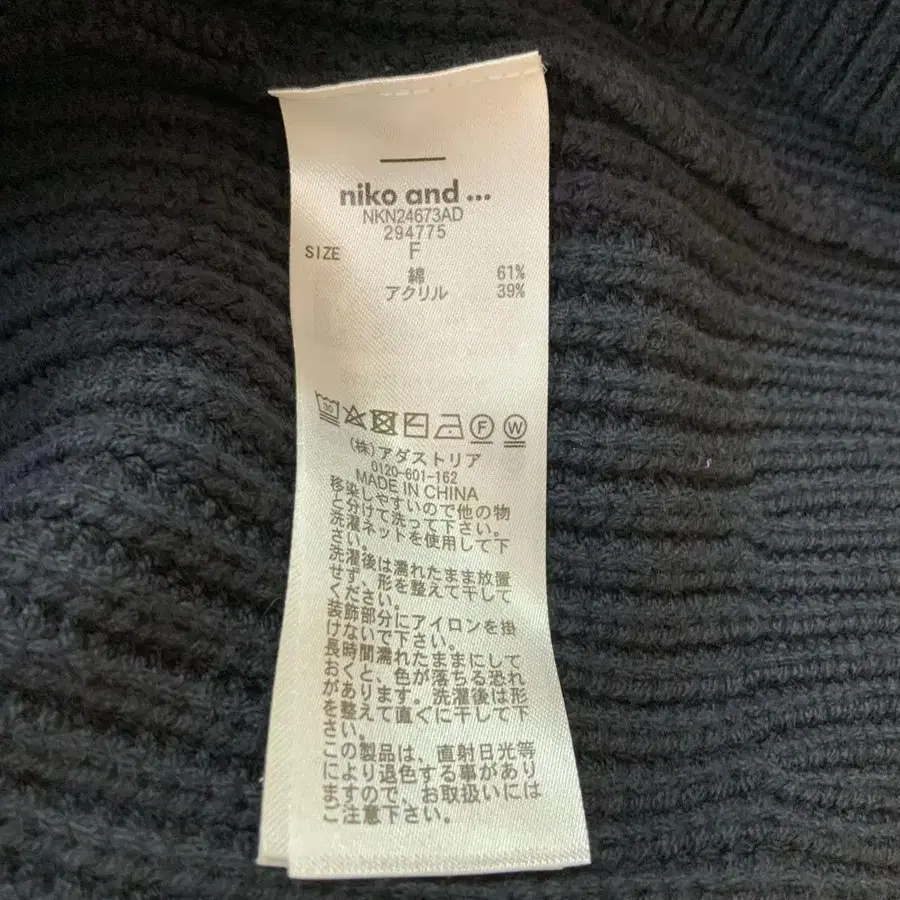 niko and ...
NKN24673AD
294775
SIZE F
綿 61%
アクリル 39%
30
F W
(株)アダストリア
0120-601-162
MADE IN CHINA
移染しやすいので他の物
と分けて洗って下さい。
洗濯ネットを使用して下
さい。
洗濯後は濡れたまま放置
せず、形を整えて干して
ください。
装飾部分にアイロンを掛
けないで下さい。
長時間濡れたままにして
おくと、色が落ちる恐れ
があります。洗濯後は形
を整えて直ぐに干して下
さい。
この製品は、直射日光等
により退色する事があり
ますので、お取扱いには
ご注意下さい。